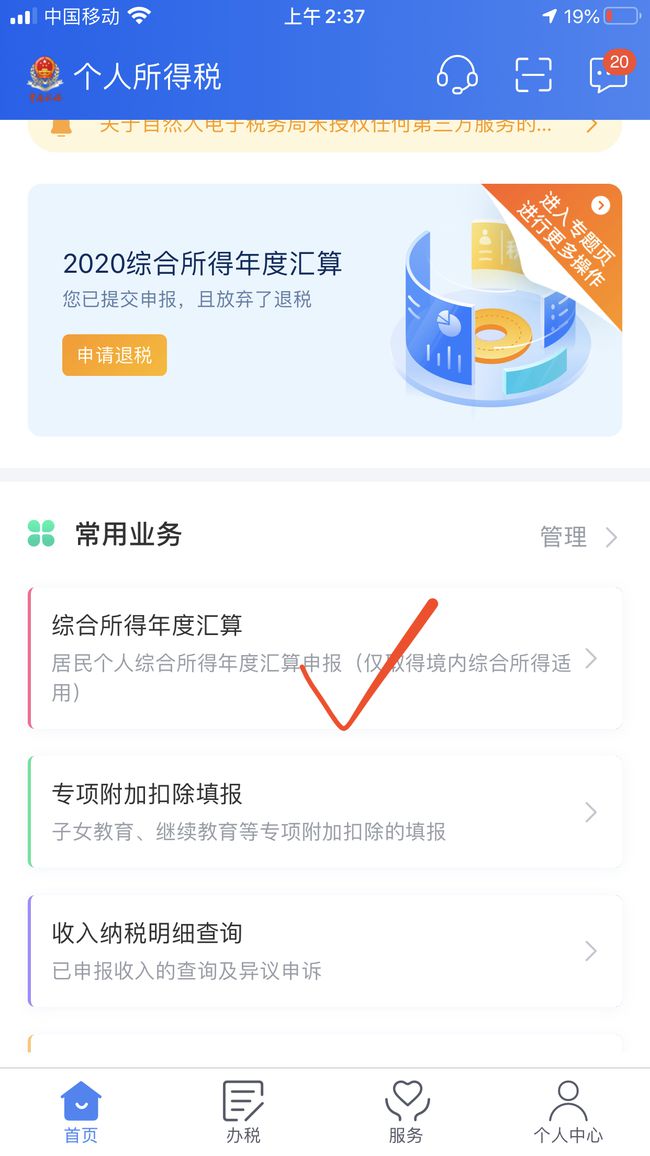 中国移动
上午 2:37
19%
个人所得税
20
关于自然人电子税务局未授权任何第三方服务的...
2020综合所得年度汇算
您已提交申报，且放弃了退税
申请退税
进入专题页
进行更多操作
税
常用业务
管理
综合所得年度汇算
居民个人综合所得年度汇算申报（仅取得境内综合所得适
用）
专项附加扣除填报
子女教育、继续教育等专项附加扣除的填报
收入纳税明细查询
已申报收入的查询及异议申诉
首页
办税
服务
个人中心